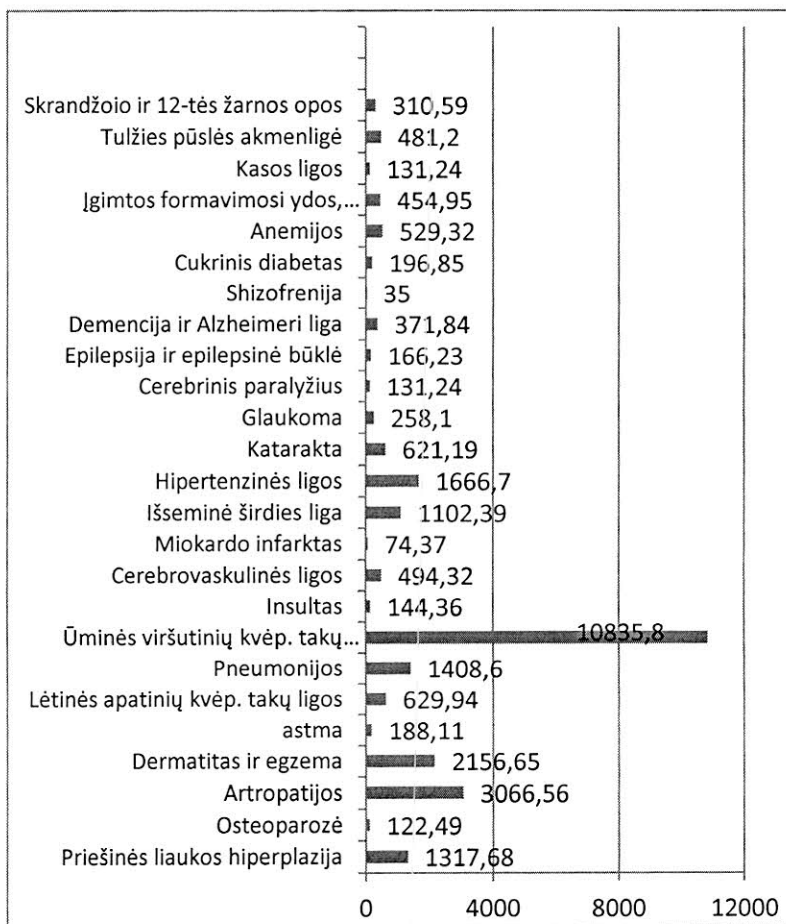 0 4000 8000 12000
Skrandžoio ir 12-tės žarnos opos 310,59
Tulžies pūslės akmenligė 481,2
Kasos ligos 131,24
Įgimtos formavimosi ydos,... 454,95
Anemijos 529,32
Cukrinis diabetas 196,85
Shizofrenija 35
Demencija ir Alzheimeri liga 371,84
Epilepsija ir epilepsinė būklė 166,23
Cerebrinis paralyžius 131,24
Glaukoma 258,1
Katarakta 621,19
Hipertenzinės ligos 1666,7
Išseminė širdies liga 1102,39
Miokardo infarktas 74,37
Cerebrovaskulinės ligos 494,32
Insultas 144,36
Ūminės viršutinių kvėp. takų... 10835,8
Pneumonijos 1408,6
Lėtinės apatinių kvėp. takų ligos 629,94
astma 188,11
Dermatitas ir egzema 2156,65
Artropatijos 3066,56
Osteoparozė 122,49
Priešinės liaukos hiperplazija 1317,68
0 4000 8000 12000